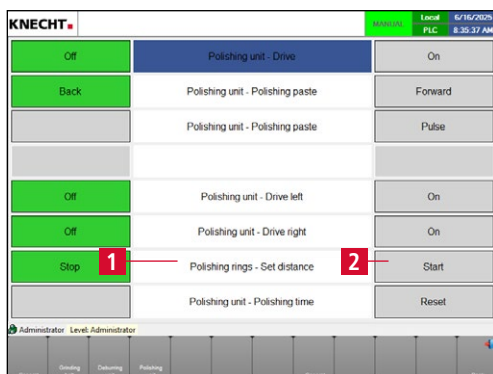 KNECHT
MANUAL Local 6/16/2025
PLC 8:35:37 AM
Off Polishing unit - Drive On
Back Polishing unit - Polishing paste Forward
Polishing unit - Polishing paste Pulse
Off Polishing unit - Drive left On
Off Polishing unit - Drive right On
Stop 1 Polishing rings - Set distance 2 Start
Polishing unit - Polishing time Reset
Administrator Level: Administrator
Grinding Deburring Polishing